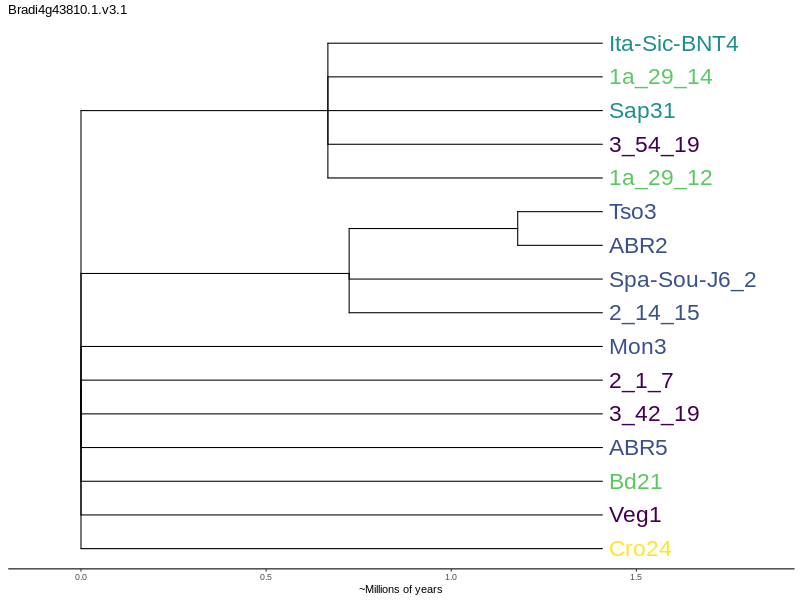 Bradi4g43810.1.v3.1
Ita-Sic-BNT4
1a_29_14
Sap31
3_54_19
1a_29_12
Tso3
ABR2
Spa-Sou-J6_2
2_14_15
Mon3
2_1_7
3_42_19
ABR5
Bd21
Veg1
Cro24
0.0 0.5 1.0 1.5
~Millions of years